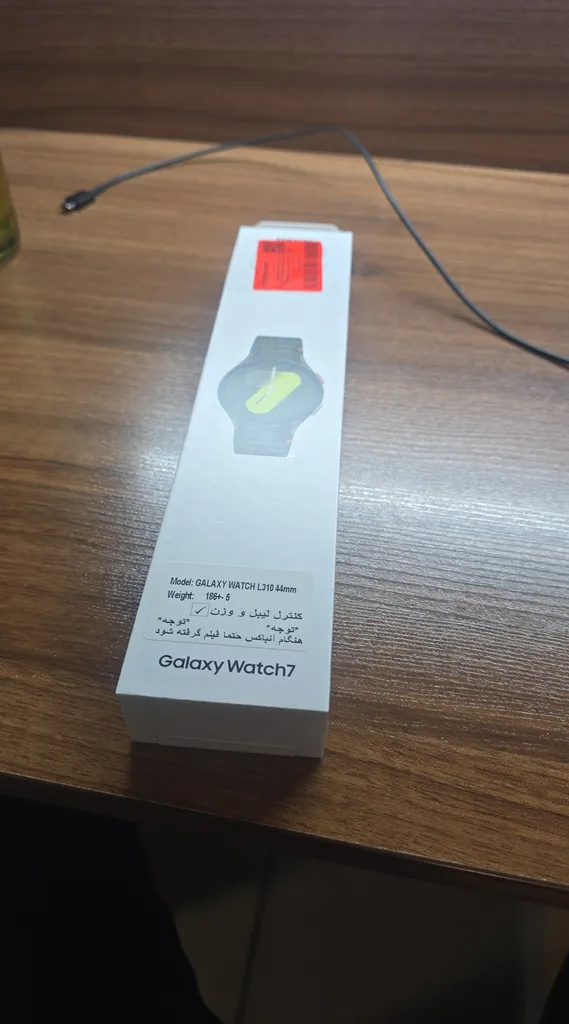 Model: GALAXY WATCH L310 44mm
Weight: 186+- 5
کنترل لیبل و وزن ✓
*توجه* *توجه*
هنگام آنباکس حتما فیلم گرفته شود
Galaxy Watch7